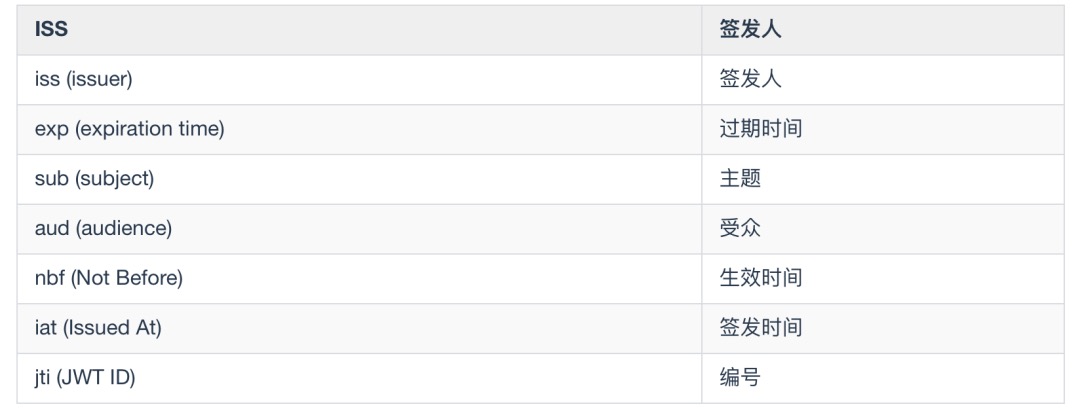 ISS 签发人
iss (issuer) 签发人
exp (expiration time) 过期时间
sub (subject) 主题
aud (audience) 受众
nbf (Not Before) 生效时间
iat (Issued At) 签发时间
jti (JWT ID) 编号